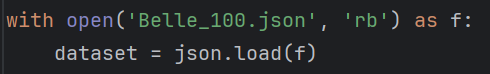 with open('Belle_100.json', 'rb') as f:
    dataset = json.load(f)